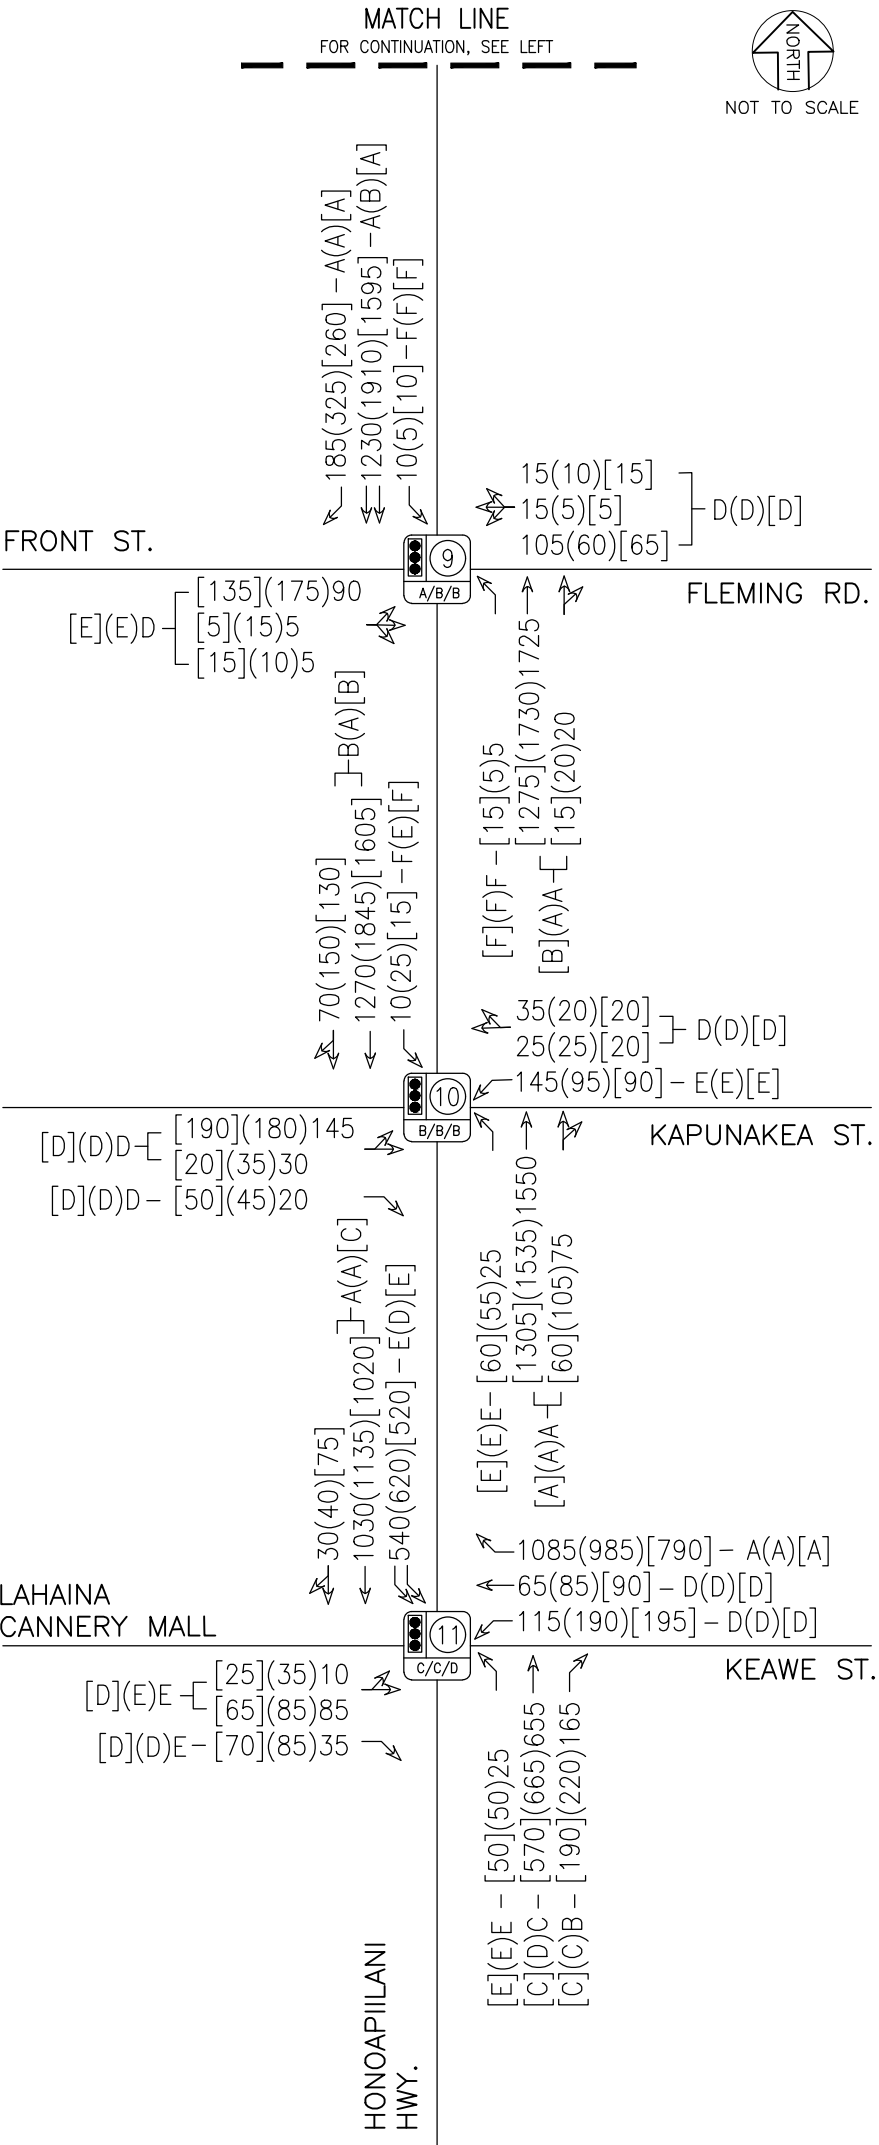 MATCH LINE
FOR CONTINUATION, SEE LEFT
NORTH
NOT TO SCALE
185(325)[260] – A(A)[A]
1230(1910)[1595] – A(B)[A]
10(5)[10] – F(F)[F]
15(10)[15]
15(5)[5] D(D)[D]
105(60)[65]
FRONT ST.
9
A/B/B
FLEMING RD.
[135](175)90
[E](E)D [5](15)5
[15](10)5
[F](F)F – [15](5)5
[1275](1730)1725
[B](A)A [15](20)20
70(150)[130]
B(A)[B]
1270(1845)[1605]
10(25)[15] – F(E)[F]
35(20)[20]
D(D)[D]
25(25)[20]
145(95)[90] – E(E)[E]
10
B/B/B
KAPUNAKEA ST.
[190](180)145
[D](D)D
[20](35)30
[D](D)D – [50](45)20
[E](E)E – [60](55)25
[1305](1535)1550
[A](A)A [60](105)75
30(40)[75]
A(A)[C]
1030(1135)[1020]
540(620)[520] – E(D)[E]
1085(985)[790] – A(A)[A]
65(85)[90] – D(D)[D]
115(190)[195] – D(D)[D]
LAHAINA
CANNERY MALL
11
C/C/D
KEAWE ST.
[25](35)10
[D](E)E
[65](85)85
[D](D)E – [70](85)35
[E](E)E – [50](50)25
[C](D)C – [570](665)655
[C](C)B – [190](220)165
HONOAPIILANI
HWY.